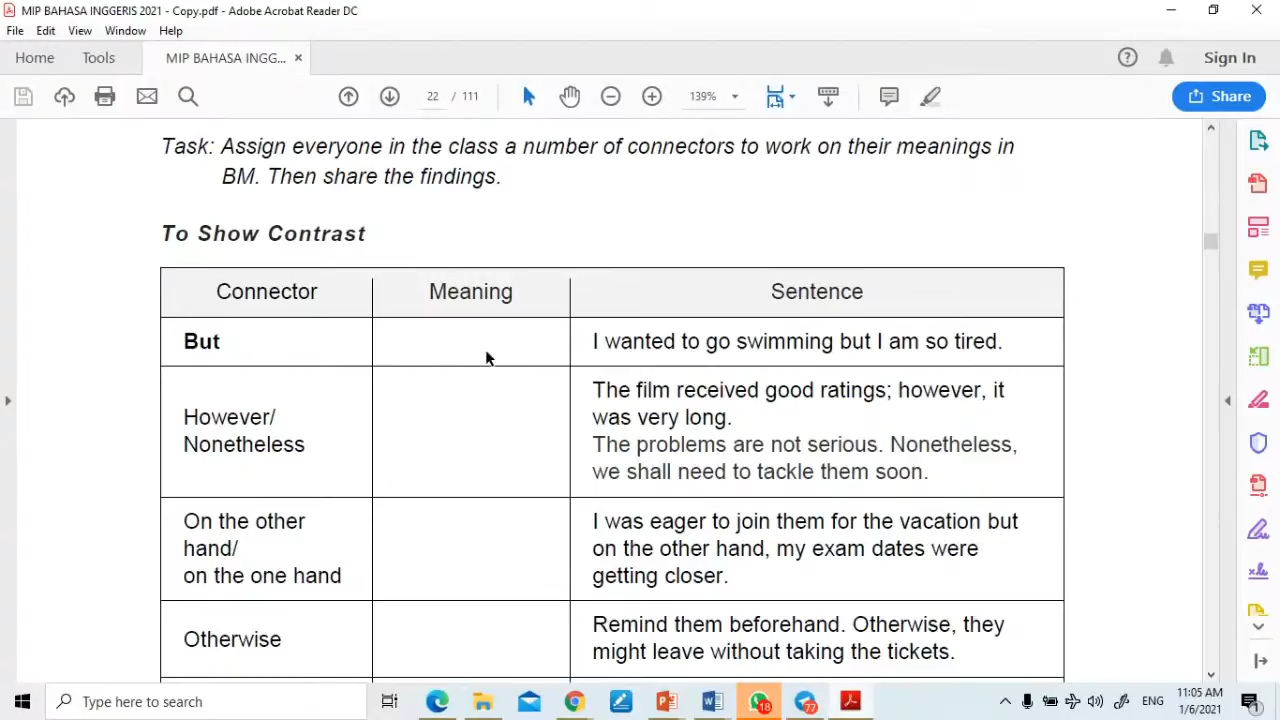 MIP BAHASA INGGERIS 2021 - Copy.pdf - Adobe Acrobat Reader DC
File Edit View Window Help
Home Tools MIP BAHASA INGG... ×
Sign In
22 / 111
139%
Share
Task: Assign everyone in the class a number of connectors to work on their meanings in
BM. Then share the findings.
To Show Contrast
Connector Meaning Sentence
But I wanted to go swimming but I am so tired.
However/
Nonetheless
The film received good ratings; however, it
was very long.
The problems are not serious. Nonetheless,
we shall need to tackle them soon.
On the other
hand/
on the one hand
I was eager to join them for the vacation but
on the other hand, my exam dates were
getting closer.
Otherwise
Remind them beforehand. Otherwise, they
might leave without taking the tickets.
Type here to search
18
77
ENG
11:05 AM
1/6/2021
1